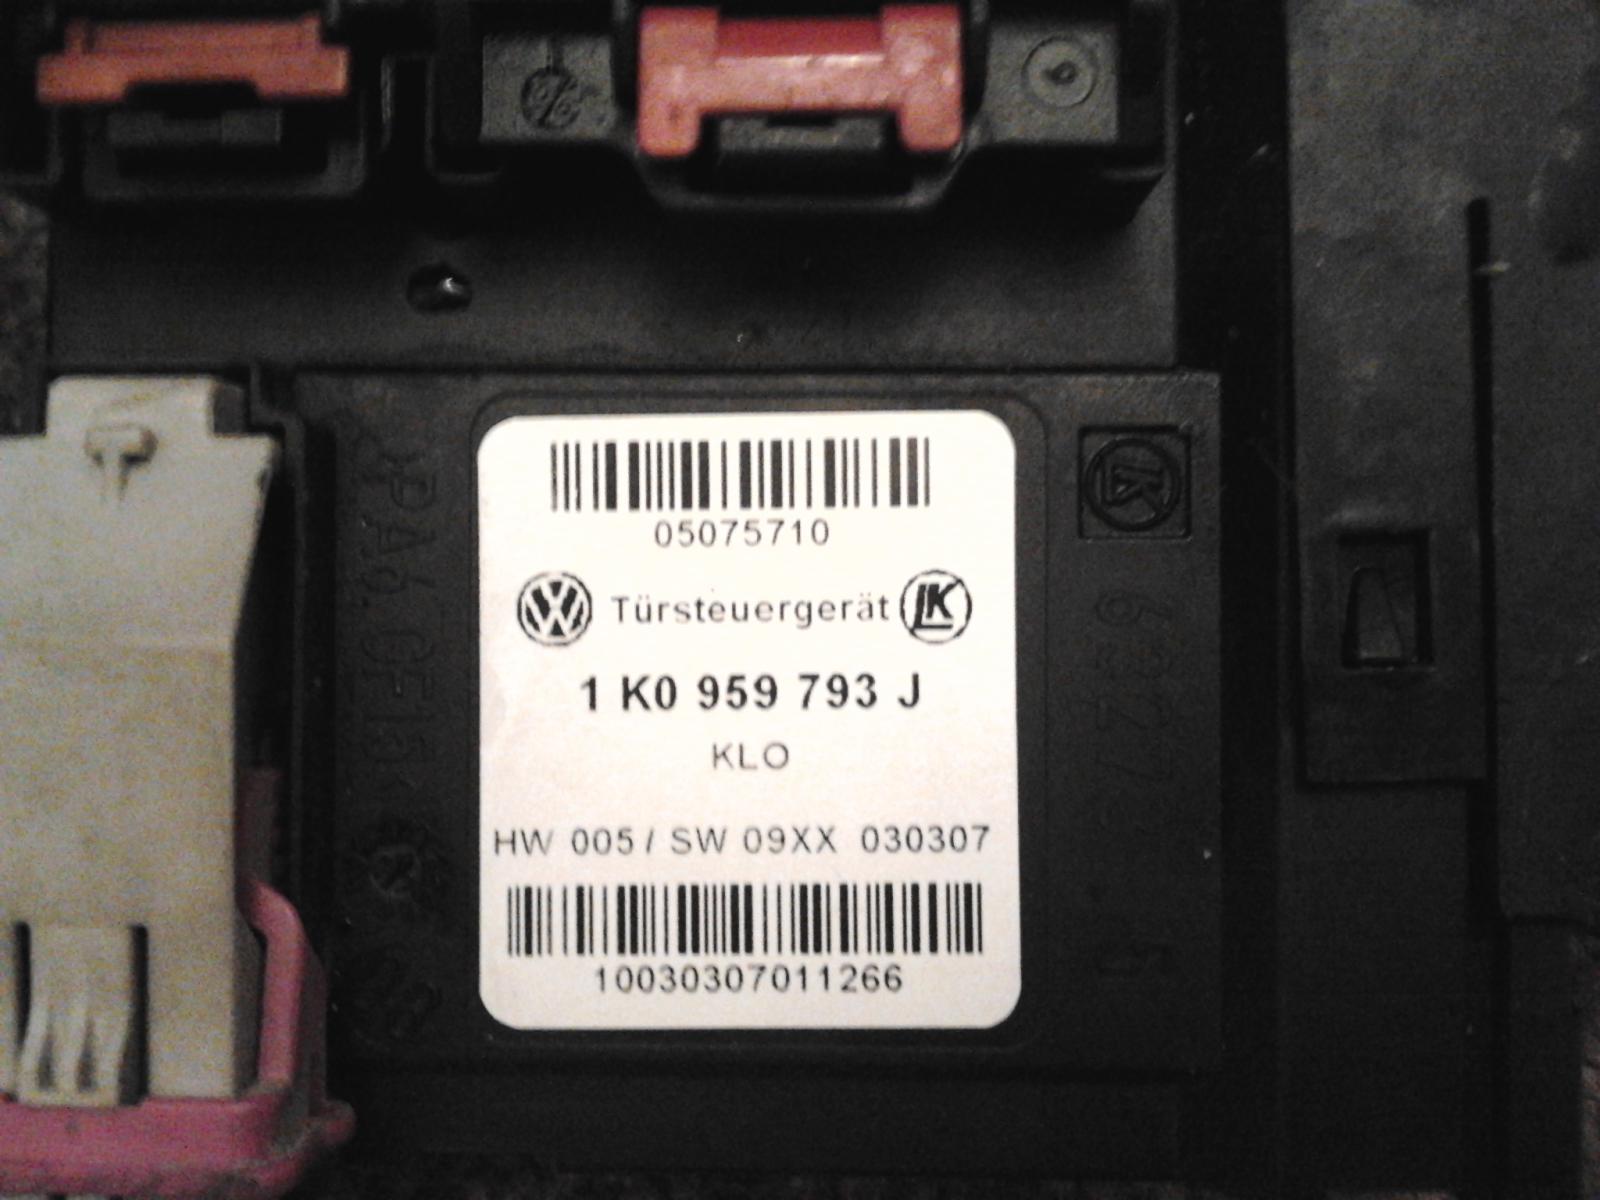 05075710
Türsteuergerät
1 K0 959 793 J
KLO
HW 005 / SW 09XX 030307
10030307011266